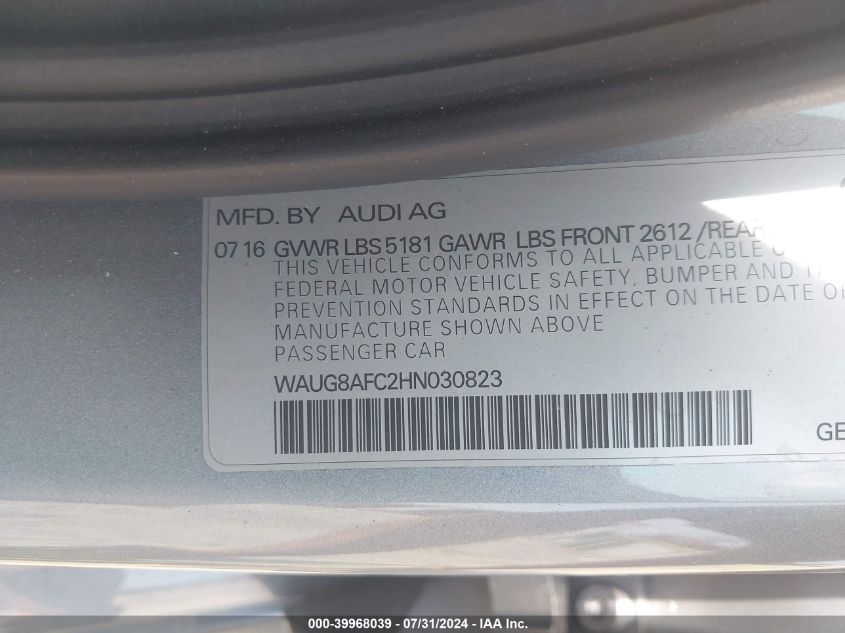 MFD. BY AUDI AG
07 16 GVWR LBS 5181 GAWR LBS FRONT 2612 /REAR
THIS VEHICLE CONFORMS TO ALL APPLICABLE
FEDERAL MOTOR VEHICLE SAFETY, BUMPER AND
PREVENTION STANDARDS IN EFFECT ON THE DATE OF
MANUFACTURE SHOWN ABOVE
PASSENGER CAR
WAUG8AFC2HN030823
GE
000-39968039 - 07/31/2024 - IAA Inc.